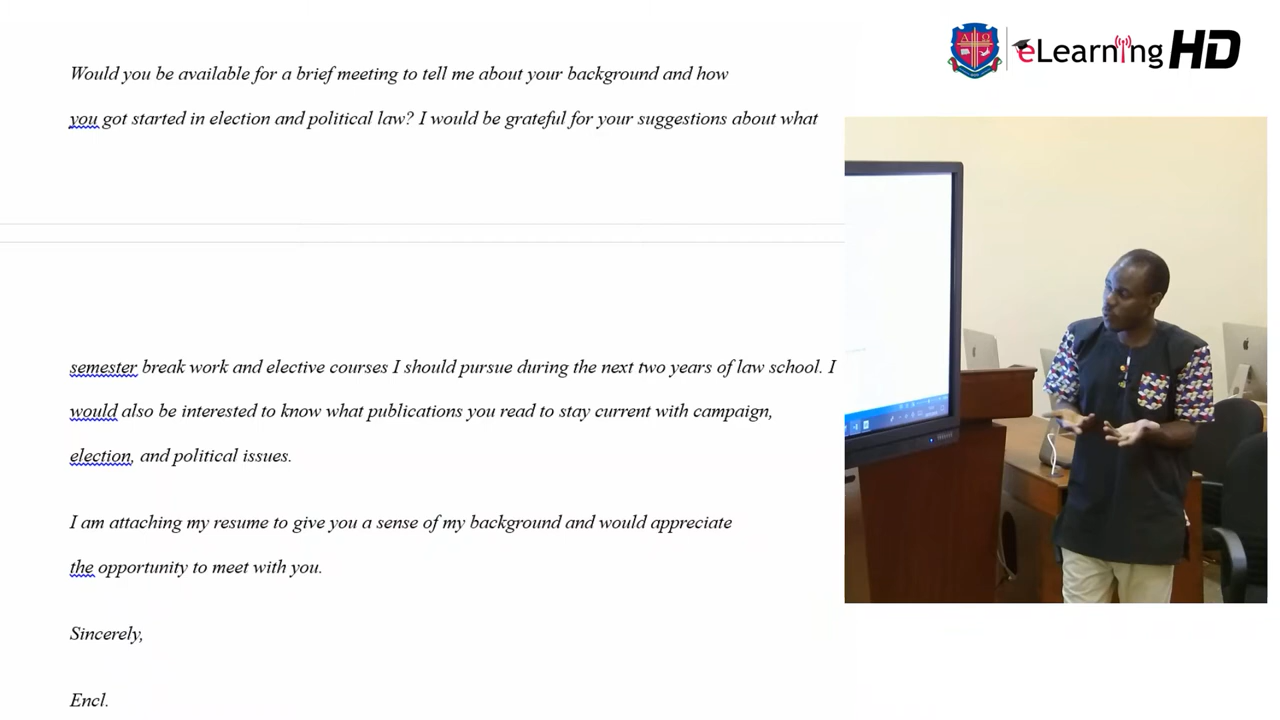 Would you be available for a brief meeting to tell me about your background and how
you got started in election and political law? I would be grateful for your suggestions about what
semester break work and elective courses I should pursue during the next two years of law school. I
would also be interested to know what publications you read to stay current with campaign,
election, and political issues.
I am attaching my resume to give you a sense of my background and would appreciate
the opportunity to meet with you.
Sincerely,
Encl.
eLearning HD